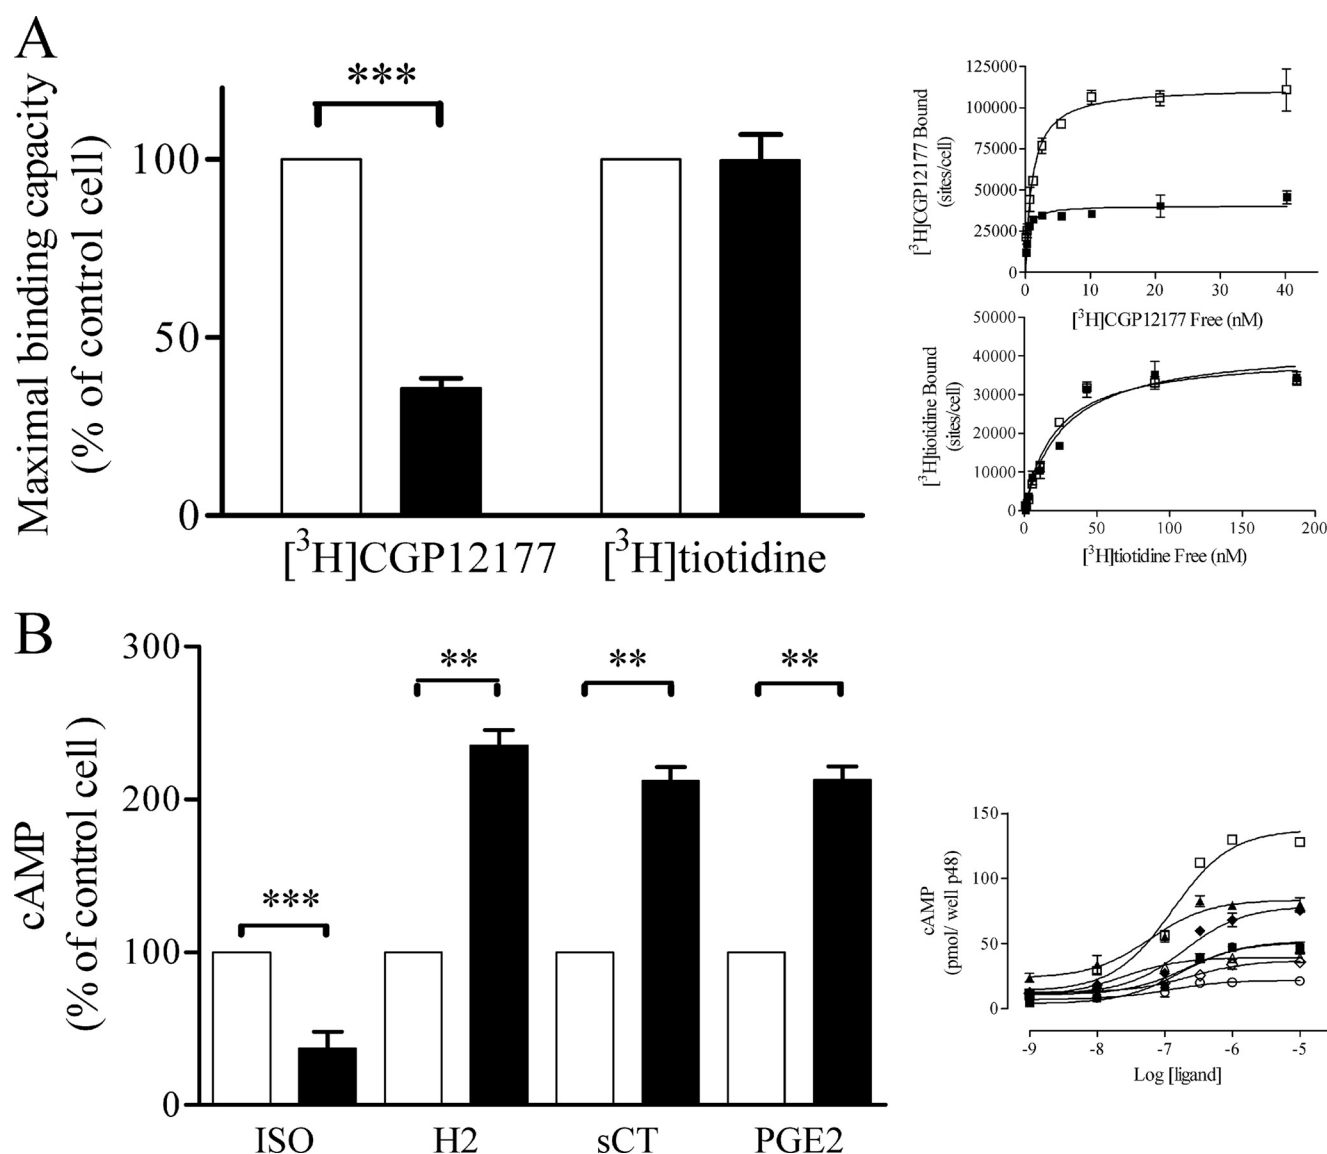 A
Maximal binding capacity
(% of control cell)
100
50
0
***
[³H]CGP12177
[³H]tiotidine
[³H]CGP12177 Bound
(sites/cell)
125000
100000
75000
50000
25000
0
0 10 20 30 40
[³H]CGP12177 Free (nM)
[³H]tiotidine Bound
(sites/cell)
50000
40000
30000
20000
10000
0
0 50 100 150 200
[³H]tiotidine Free (nM)
B
cAMP
(% of control cell )
300
200
100
0
***
**
**
**
ISO H2 sCT PGE2
cAMP
(pmol/ well p48)
150
100
50
0
-9 -8 -7 -6 -5
Log [ligand]